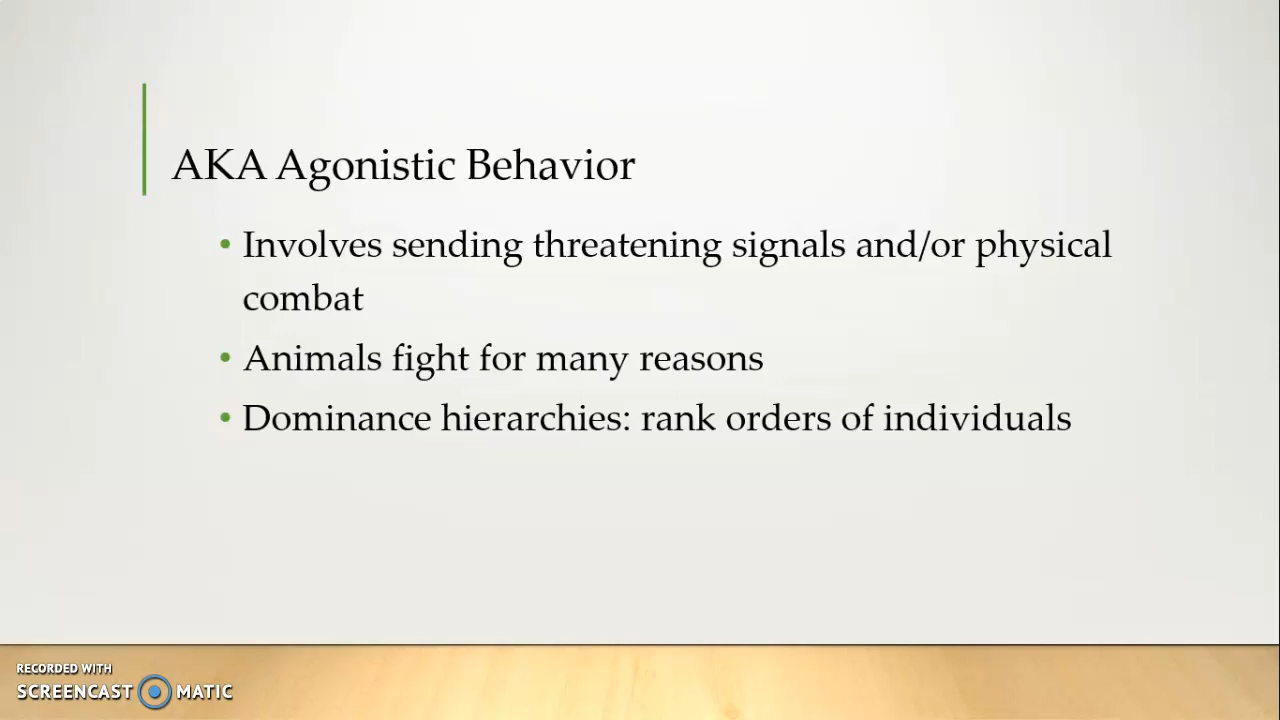 AKA Agonistic Behavior
• Involves sending threatening signals and/or physical
combat
• Animals fight for many reasons
• Dominance hierarchies: rank orders of individuals
RECORDED WITH
SCREENCAST MATIC